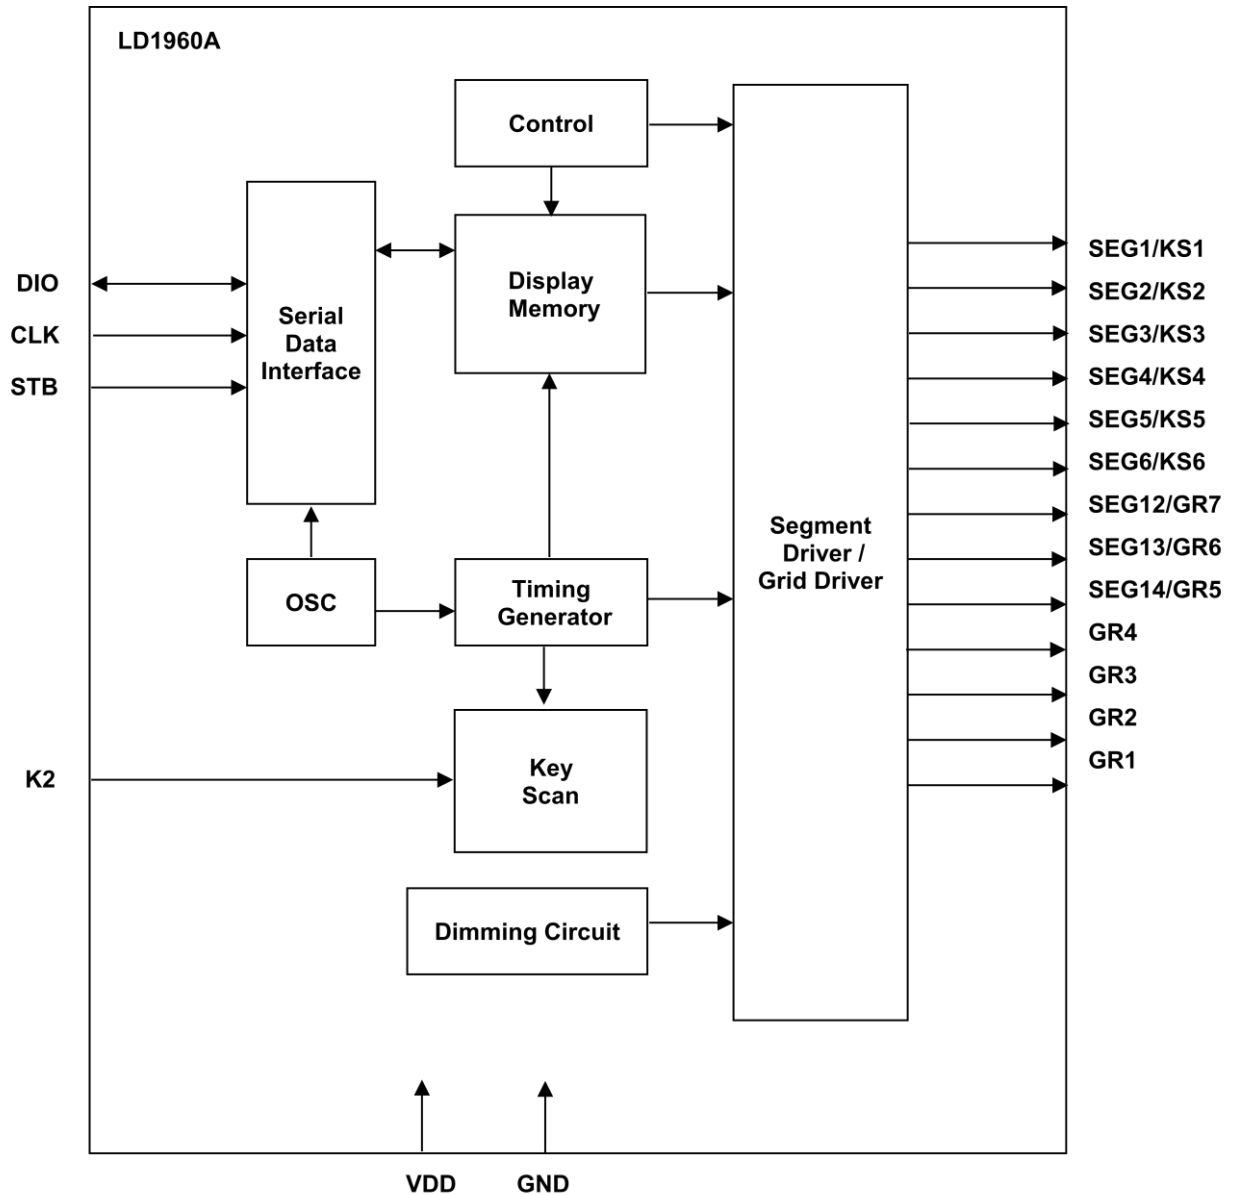 LD1960A
Control
Display
Memory
Serial
Data
Interface
DIO
CLK
STB
OSC
Timing
Generator
K2
Key
Scan
Dimming Circuit
Segment
Driver /
Grid Driver
SEG1/KS1
SEG2/KS2
SEG3/KS3
SEG4/KS4
SEG5/KS5
SEG6/KS6
SEG12/GR7
SEG13/GR6
SEG14/GR5
GR4
GR3
GR2
GR1
VDD
GND